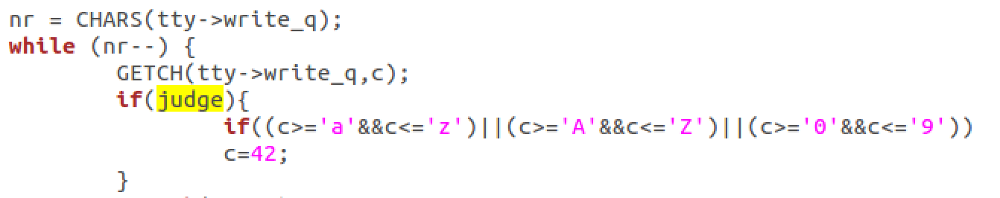 nr = CHARS(tty->write_q);
while (nr--) {
GETCH(tty->write_q,c);
if(judge){
if((c>='a'&&c<='z')||(c>='A'&&c<='Z')||(c>='0'&&c<='9'))
c=42;
}